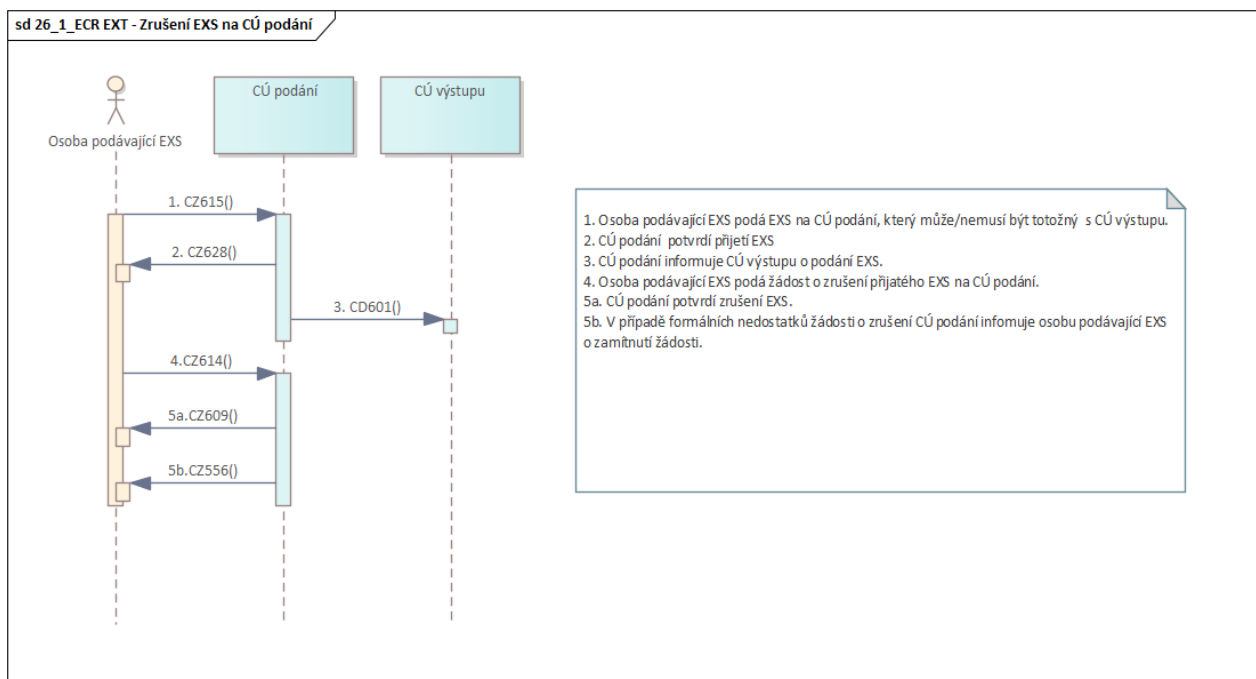 sd 26_1_ECR EXT - Zrušení EXS na CÚ podání
CÚ podání
CÚ výstupu
Osoba podávající EXS
1. CZ615()
2. CZ628()
3. CD601()
4.CZ614()
5a.CZ609()
5b.CZ556()
1. Osoba podávající EXS podá EXS na CÚ podání, který může/nemusí být totožný s CÚ výstupu.
2. CÚ podání potvrdí přijetí EXS
3. CÚ podání informuje CÚ výstupu o podání EXS.
4. Osoba podávající EXS podá žádost o zrušení přijatého EXS na CÚ podání.
5a. CÚ podání potvrdí zrušení EXS.
5b. V případě formálních nedostatků žádosti o zrušení CÚ podání infomuje osobu podávající EXS
o zamítnutí žádosti.